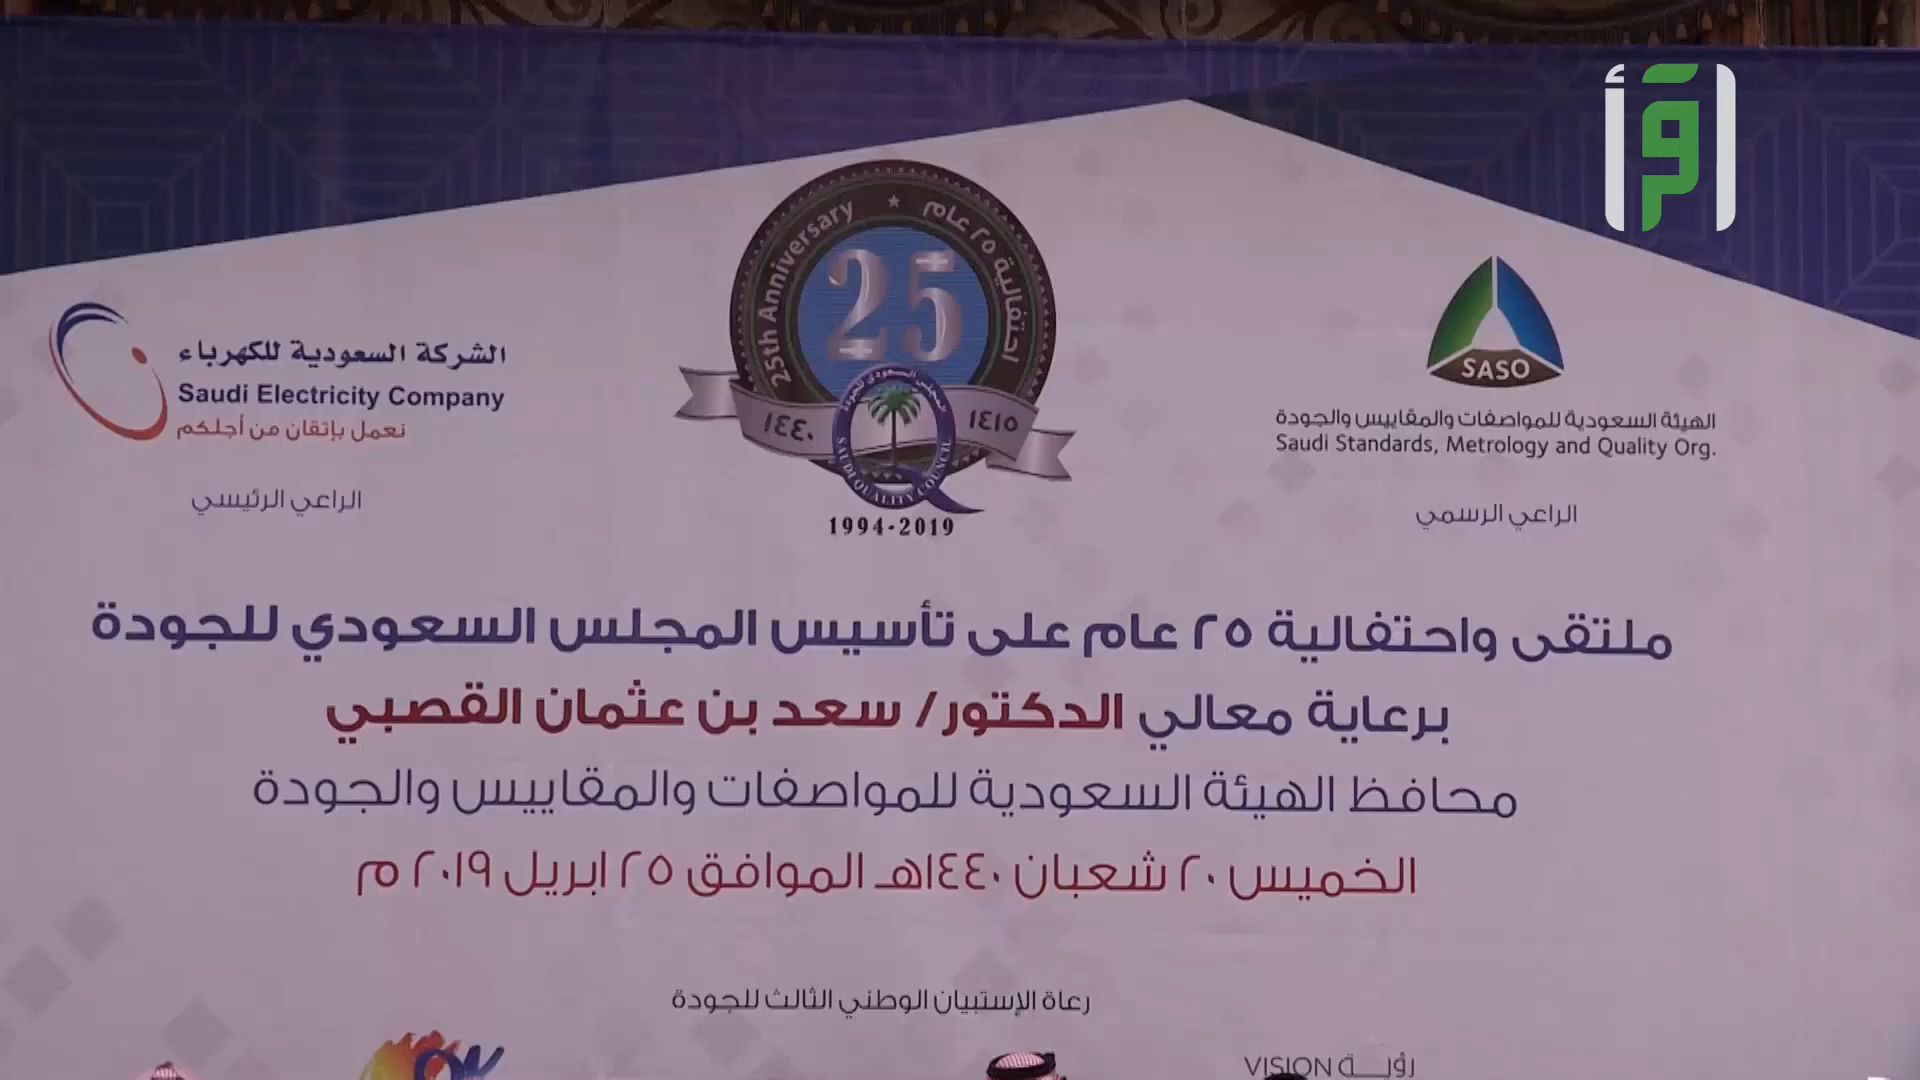 اقرأ
25th Anniversary ★ احتفالية ٢٥ عام
25
١٤٤٠
١٤١٥
المجلس السعودي للجودة
SAUDI QUALITY COUNCIL
1994-2019
SASO
الهيئة السعودية للمواصفات والمقاييس والجودة
Saudi Standards, Metrology and Quality Org.
الراعي الرسمي
الشركة السعودية للكهرباء
Saudi Electricity Company
نعمل بإتقان من أجلكم
الراعي الرئيسي
ملتقى واحتفالية ٢٥ عام على تأسيس المجلس السعودي للجودة
برعاية معالي الدكتور/ سعد بن عثمان القصبي
محافظ الهيئة السعودية للمواصفات والمقاييس والجودة
الخميس ٢٠ شعبان ١٤٤٠هـ الموافق ٢٥ ابريل ٢٠١٩ م
رعاة الإستبيان الوطني الثالث للجودة
VISION رؤيــة